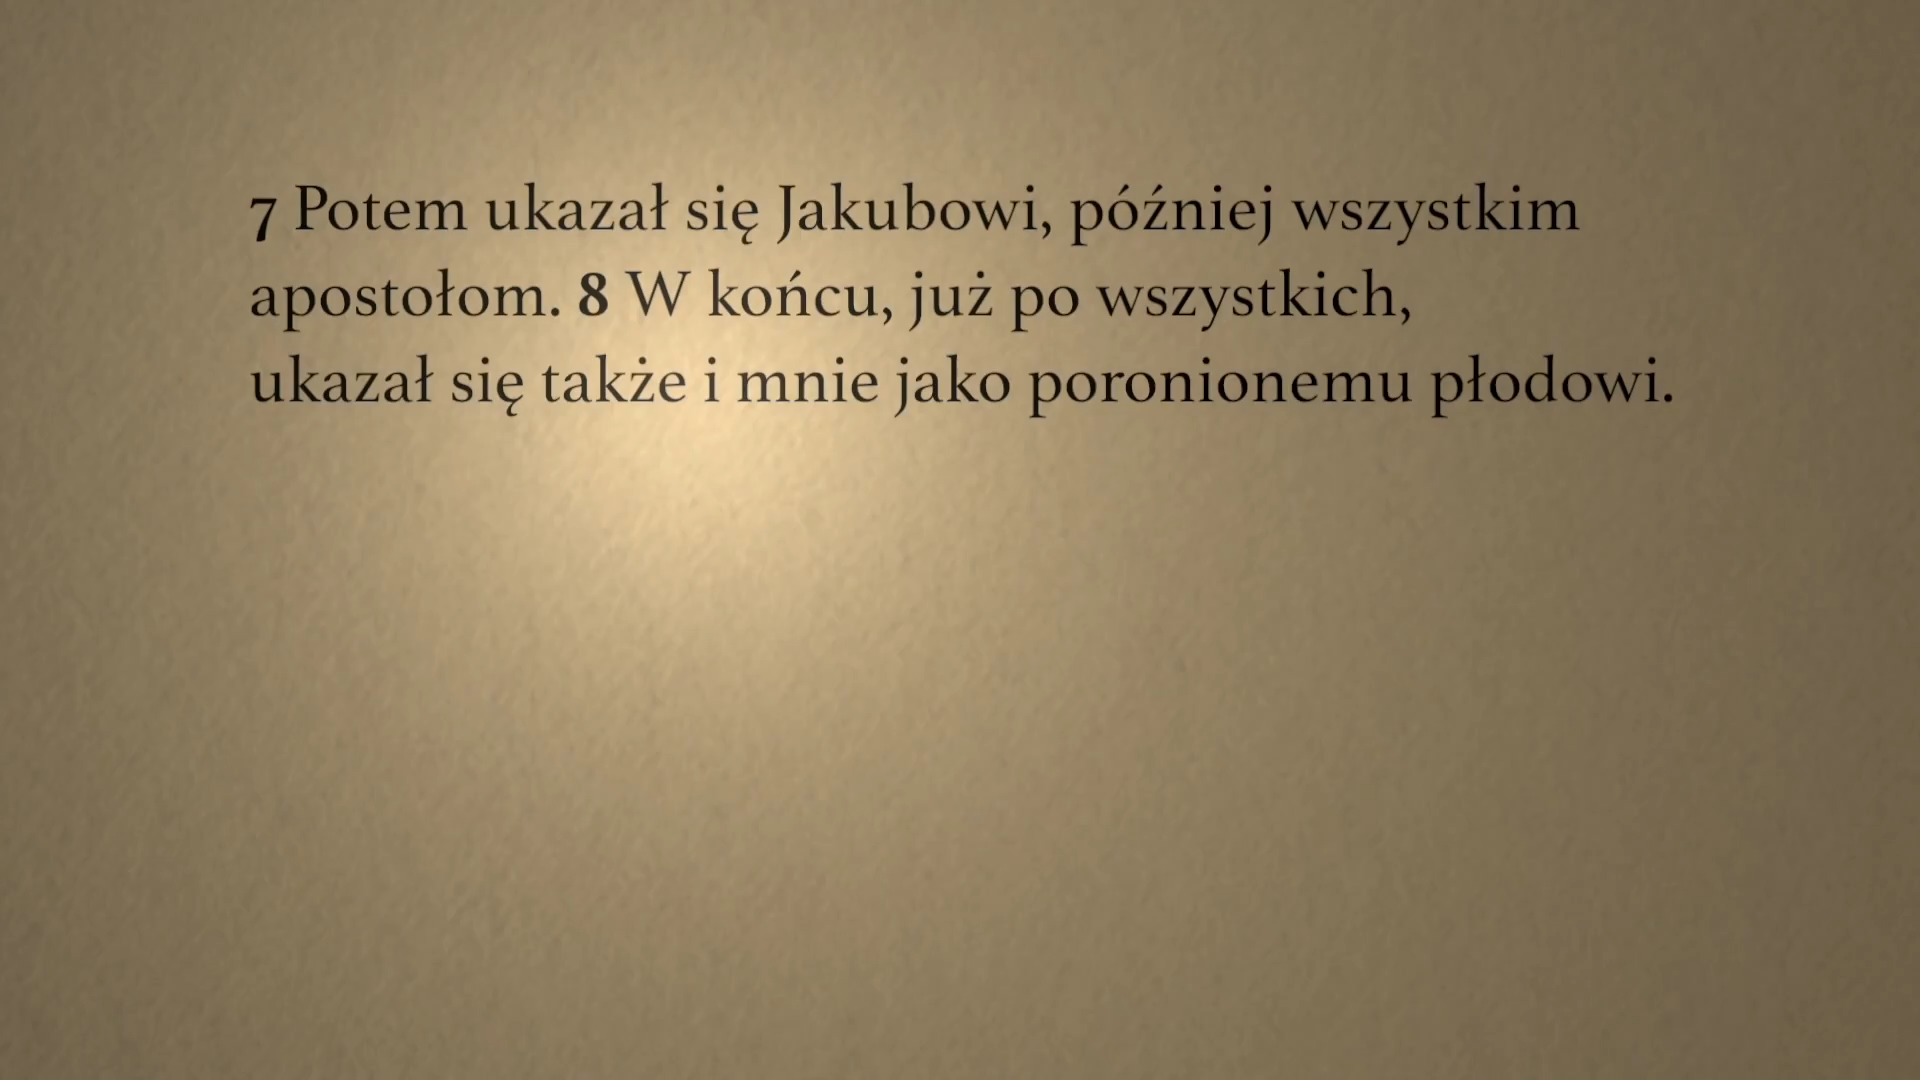 7 Potem ukazał się Jakubowi, później wszystkim
apostołom. 8 W końcu, już po wszystkich,
ukazał się także i mnie jako poronionemu płodowi.